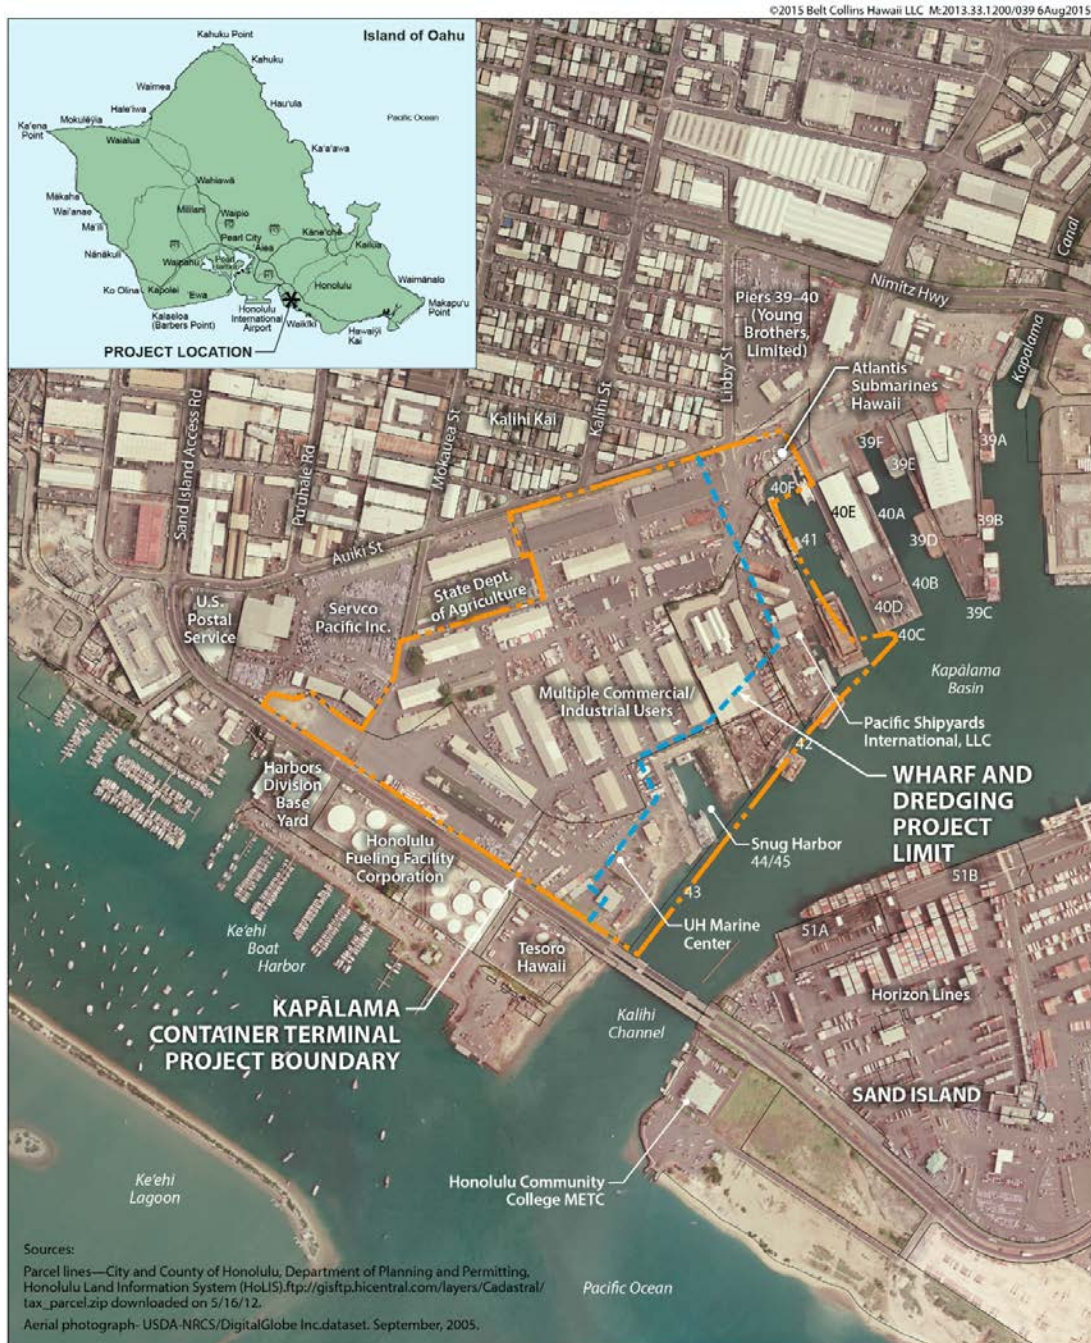 ©2015 Belt Collins Hawaii LLC M:2013.33.1200/039 6Aug2015
Island of Oahu
Kahuku Point
Kahuku
Waimea
Hau'ula
Hale'iwa
Mokulēyia
Ka'ena
Point
Waialua
Pacific Ocean
Ka'a'awa
Wahiawā
Mākaha
Wai'anae
Mililani
Waipio
Mā'ili
Kāne'ohe
Pearl City
'Aiea
Kailua
Nānākuli
Waipahu
Pearl
Harbor
Waimānalo
Honolulu
Ko Olina
Kapolei
'Ewa
Makapu'u
Point
Kalaeloa
(Barbers Point)
Honolulu
International
Airport
Waikīkī
Hawaiyi
Kai
PROJECT LOCATION
Canal
Nimitz Hwy
Kapalama
Piers 39–40
(Young
Brothers,
Limited)
Libby St
Atlantis
Submarines
Hawaii
Kalihi St
Kalihi Kai
Mokauea St
Puuhale Rd
Sand Island Access Rd
Auiki St
39A
39F
39E
40F
40E
40A
39B
41
39D
40B
40D
39C
40C
State Dept.
of Agriculture
U.S.
Postal
Service
Servco
Pacific Inc.
Kapālama
Basin
Multiple Commercial/
Industrial Users
Pacific Shipyards
International, LLC
42
WHARF AND
DREDGING
PROJECT
LIMIT
Harbors
Division
Base
Yard
Honolulu
Fueling Facility
Corporation
Snug Harbor
44/45
43
51B
51A
UH Marine
Center
Ke'ehi
Boat
Harbor
Tesoro
Hawaii
Horizon Lines
KAPĀLAMA
CONTAINER TERMINAL
PROJECT BOUNDARY
Kalihi
Channel
SAND ISLAND
Honolulu Community
College METC
Ke'ehi
Lagoon
Pacific Ocean
Sources:
Parcel lines—City and County of Honolulu, Department of Planning and Permitting,
Honolulu Land Information System (HoLIS).ftp://gisftp.hicentral.com/layers/Cadastral/
tax_parcel.zip downloaded on 5/16/12.
Aerial photograph- USDA-NRCS/DigitalGlobe Inc.dataset. September, 2005.